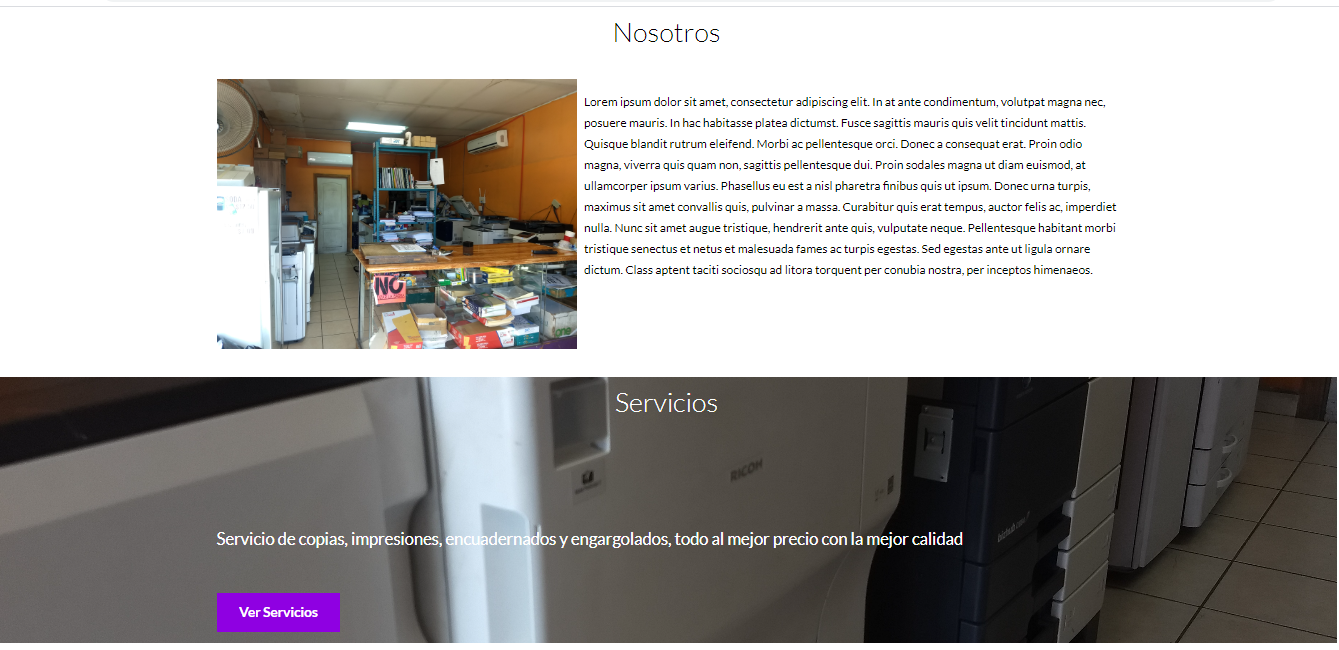 Nosotros
Lorem ipsum dolor sit amet, consectetur adipiscing elit. In at ante condimentum, volutpat magna nec,
posuere mauris. In hac habitasse platea dictumst. Fusce sagittis mauris quis velit tincidunt mattis.
Quisque blandit rutrum eleifend. Morbi ac pellentesque orci. Donec a consequat erat. Proin odio
magna, viverra quis quam non, sagittis pellentesque dui. Proin sodales magna ut diam euismod, at
ullamcorper ipsum varius. Phasellus eu est a nisl pharetra finibus quis ut ipsum. Donec urna turpis,
maximus sit amet convallis quis, pulvinar a massa. Curabitur quis erat tempus, auctor felis ac, imperdiet
nulla. Nunc sit amet augue tristique, hendrerit ante quis, vulputate neque. Pellentesque habitant morbi
tristique senectus et netus et malesuada fames ac turpis egestas. Sed egestas ante ut ligula ornare
dictum. Class aptent taciti sociosqu ad litora torquent per conubia nostra, per inceptos himenaeos.
NO
Servicios
RICOH
bizhub
Servicio de copias, impresiones, encuadernados y engargolados, todo al mejor precio con la mejor calidad
Ver Servicios